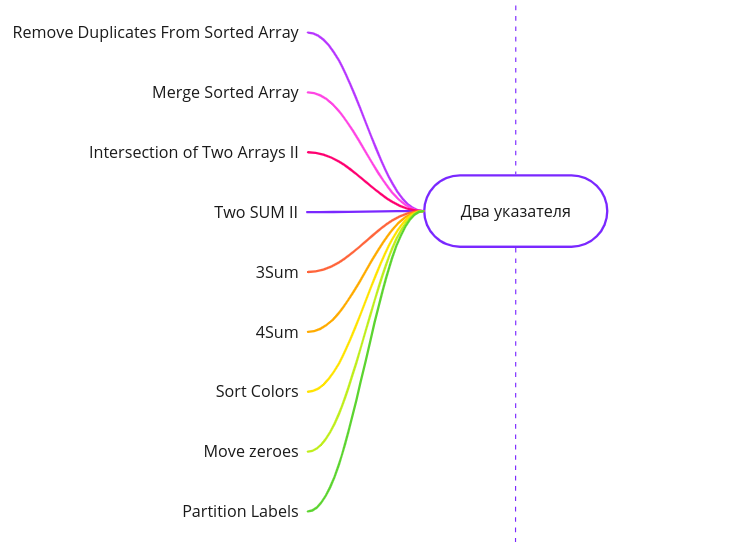 Remove Duplicates From Sorted Array
Merge Sorted Array
Intersection of Two Arrays II
Two SUM II
Два указателя
3Sum
4Sum
Sort Colors
Move zeroes
Partition Labels